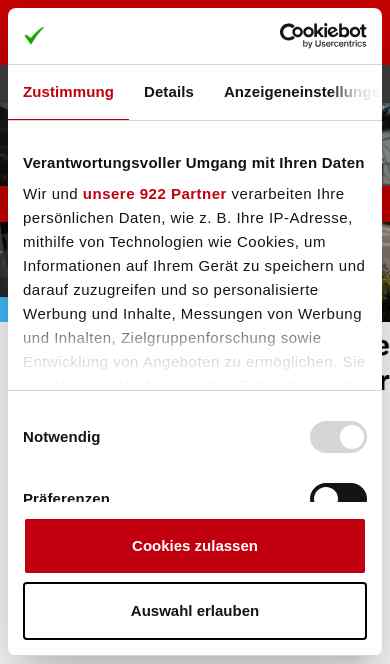 Cookiebot
by Usercentrics
Zustimmung Details Anzeigeneinstellungen
Verantwortungsvoller Umgang mit Ihren Daten
Wir und unsere 922 Partner verarbeiten Ihre
persönlichen Daten, wie z. B. Ihre IP-Adresse,
mithilfe von Technologien wie Cookies, um
Informationen auf Ihrem Gerät zu speichern und
darauf zuzugreifen und so personalisierte
Werbung und Inhalte, Messungen von Werbung
und Inhalten, Zielgruppenforschung sowie
Entwicklung von Angeboten zu ermöglichen. Sie
Notwendig
Präferenzen
Cookies zulassen
Auswahl erlauben